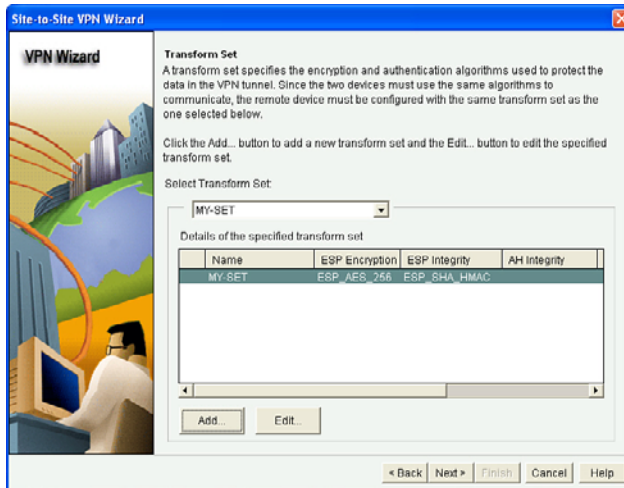 Site-to-Site VPN Wizard
VPN Wizard
Transform Set
A transform set specifies the encryption and authentication algorithms used to protect the
data in the VPN tunnel. Since the two devices must use the same algorithms to
communicate, the remote device must be configured with the same transform set as the
one selected below.
Click the Add... button to add a new transform set and the Edit... button to edit the specified
transform set.
Select Transform Set:
MY-SET
Details of the specified transform set
Name ESP Encryption ESP Integrity AH Integrity
MY-SET ESP_AES_256 ESP_SHA_HMAC
Add... Edit...
< Back Next > Finish Cancel Help